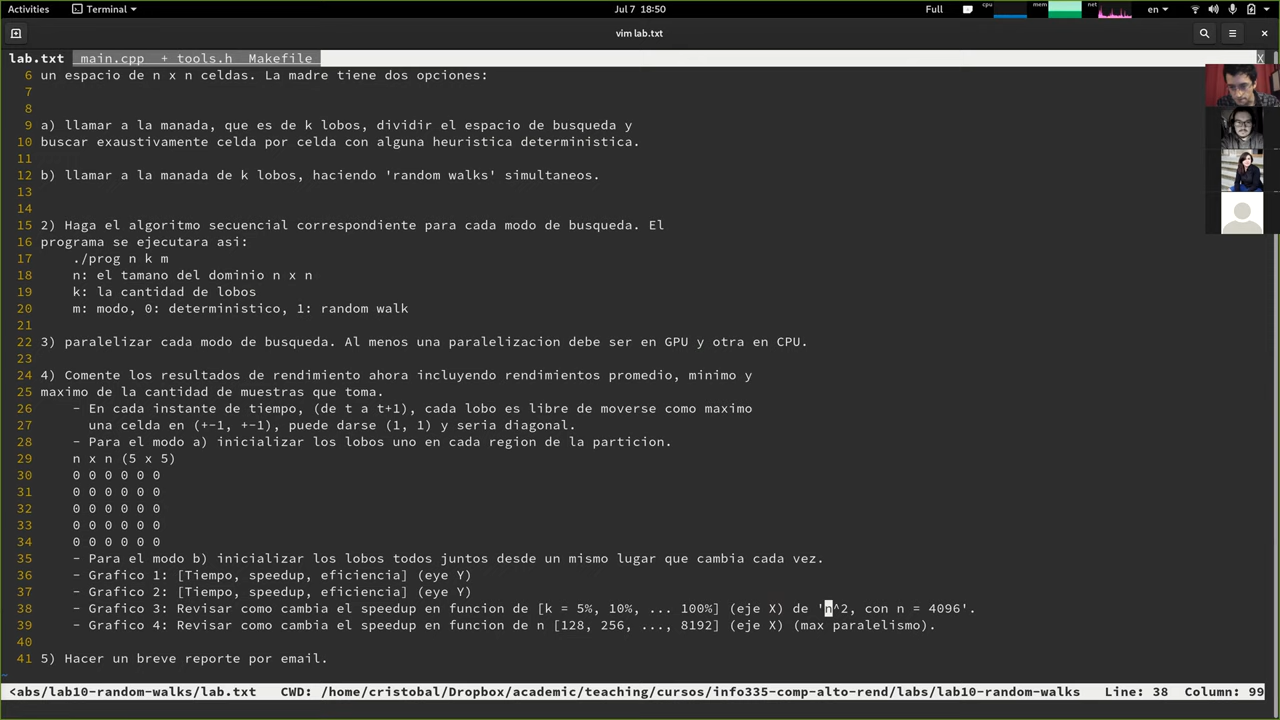 Activities Terminal Jul 7 18:50 Full cpu mem net en
vim lab.txt
lab.txt main.cpp + tools.h Makefile X
6 un espacio de n x n celdas. La madre tiene dos opciones:
7
8
9 a) llamar a la manada, que es de k lobos, dividir el espacio de busqueda y
10 buscar exaustivamente celda por celda con alguna heuristica deterministica.
11
12 b) llamar a la manada de k lobos, haciendo 'random walks' simultaneos.
13
14
15 2) Haga el algoritmo secuencial correspondiente para cada modo de busqueda. El
16 programa se ejecutara asi:
17 ./prog n k m
18 n: el tamano del dominio n x n
19 k: la cantidad de lobos
20 m: modo, 0: deterministico, 1: random walk
21
22 3) paralelizar cada modo de busqueda. Al menos una paralelizacion debe ser en GPU y otra en CPU.
23
24 4) Comente los resultados de rendimiento ahora incluyendo rendimientos promedio, minimo y
25 maximo de la cantidad de muestras que toma.
26 - En cada instante de tiempo, (de t a t+1), cada lobo es libre de moverse como maximo
27 una celda en (+-1, +-1), puede darse (1, 1) y seria diagonal.
28 - Para el modo a) inicializar los lobos uno en cada region de la particion.
29 n x n (5 x 5)
30 0 0 0 0 0 0
31 0 0 0 0 0 0
32 0 0 0 0 0 0
33 0 0 0 0 0 0
34 0 0 0 0 0 0
35 - Para el modo b) inicializar los lobos todos juntos desde un mismo lugar que cambia cada vez.
36 - Grafico 1: [Tiempo, speedup, eficiencia] (eye Y)
37 - Grafico 2: [Tiempo, speedup, eficiencia] (eye Y)
38 - Grafico 3: Revisar como cambia el speedup en funcion de [k = 5%, 10%, ... 100%] (eje X) de 'n^2, con n = 4096'.
39 - Grafico 4: Revisar como cambia el speedup en funcion de n [128, 256, ..., 8192] (eje X) (max paralelismo).
40
41 5) Hacer un breve reporte por email.
~
<abs/lab10-random-walks/lab.txt CWD: /home/cristobal/Dropbox/academic/teaching/cursos/info335-comp-alto-rend/labs/lab10-random-walks Line: 38 Column: 99